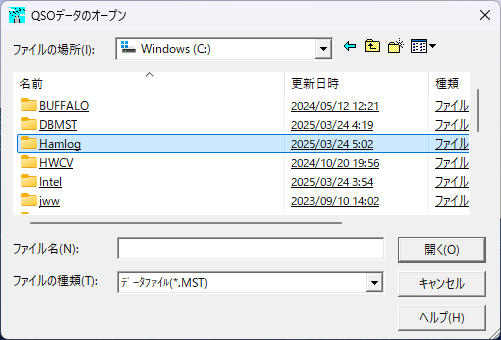 QSOデータのオープン
ファイルの場所(I):
Windows (C:)
名前 更新日時 種類
BUFFALO 2024/05/12 12:21 ファイル
DBMST 2025/03/24 4:19 ファイル
Hamlog 2025/03/24 5:02 ファイル
HWCV 2024/10/20 19:56 ファイル
Intel 2025/03/24 3:54 ファイル
jww 2023/09/10 14:02 ファイル
ファイル名(N):
開く(O)
ファイルの種類(T):
ﾃﾞｰﾀﾌｧｲﾙ(*.MST)
キャンセル
ヘルプ(H)